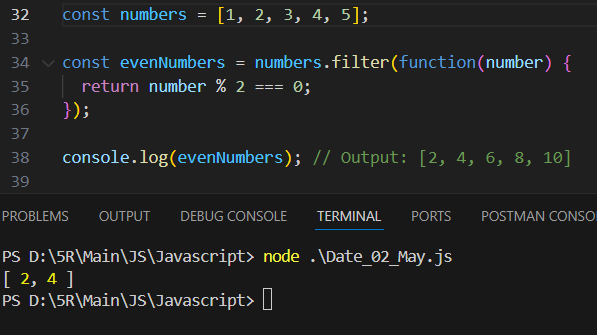 32 const numbers = [1, 2, 3, 4, 5];
33
34 const evenNumbers = numbers.filter(function(number) {
35 return number % 2 === 0;
36 });
37
38 console.log(evenNumbers); // Output: [2, 4, 6, 8, 10]
39
PROBLEMS OUTPUT DEBUG CONSOLE TERMINAL PORTS POSTMAN CONSO
PS D:\5R\Main\JS\Javascript> node .\Date_02_May.js
[ 2, 4 ]
PS D:\5R\Main\JS\Javascript>